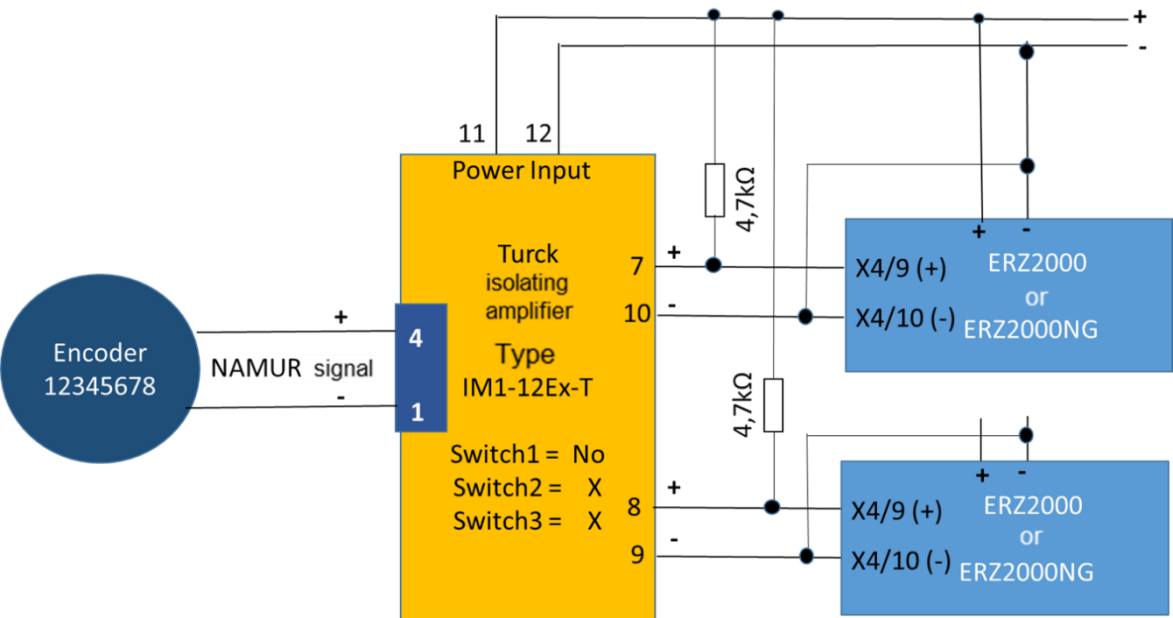 +
-
11 12
Power Input
4,7kΩ
Turck
isolating
amplifier
Type
IM1-12Ex-T
Switch1 = No
Switch2 = X
Switch3 = X
Encoder
12345678
+
NAMUR signal
-
4
1
7 +
10 -
8 +
9 -
4,7kΩ
+ -
X4/9 (+)
X4/10 (-)
ERZ2000
or
ERZ2000NG
+ -
X4/9 (+)
X4/10 (-)
ERZ2000
or
ERZ2000NG